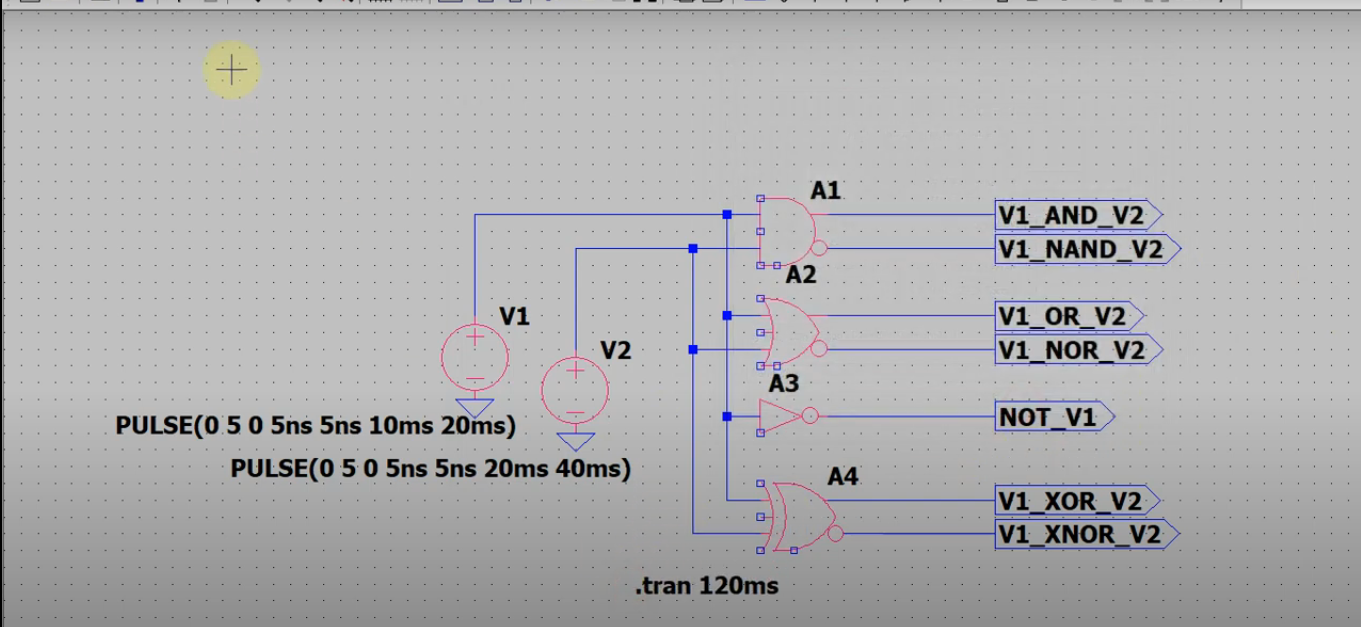 A1
V1_AND_V2
V1_NAND_V2
A2
V1
V1_OR_V2
V2
V1_NOR_V2
A3
PULSE(0 5 0 5ns 5ns 10ms 20ms)
NOT_V1
PULSE(0 5 0 5ns 5ns 20ms 40ms)
A4
V1_XOR_V2
V1_XNOR_V2
.tran 120ms